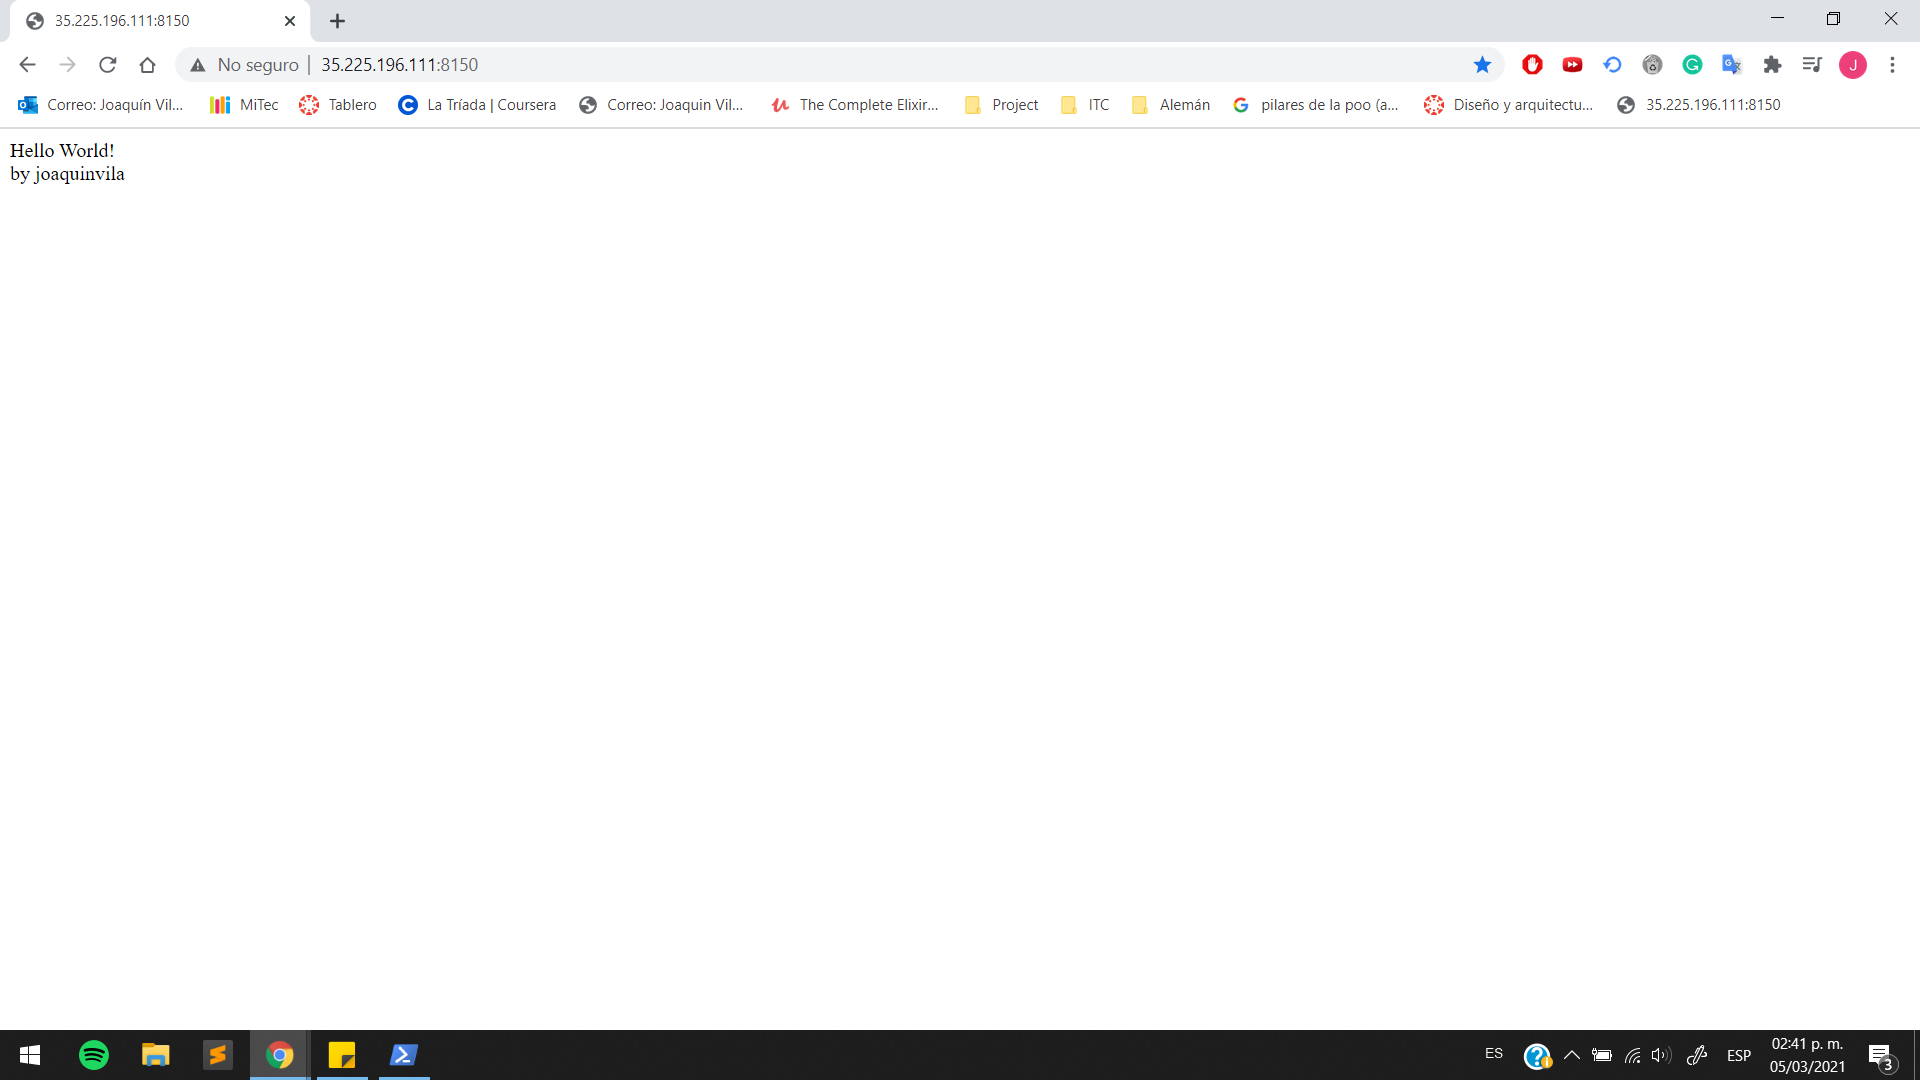 35.225.196.111:8150
No seguro | 35.225.196.111:8150
J
Correo: Joaquín Vil... MiTec Tablero La Tríada | Coursera Correo: Joaquin Vil... The Complete Elixir... Project ITC Alemán pilares de la poo (a... Diseño y arquitectu... 35.225.196.111:8150
Hello World!
by joaquinvila
ES ESP 02:41 p. m.
05/03/2021
3